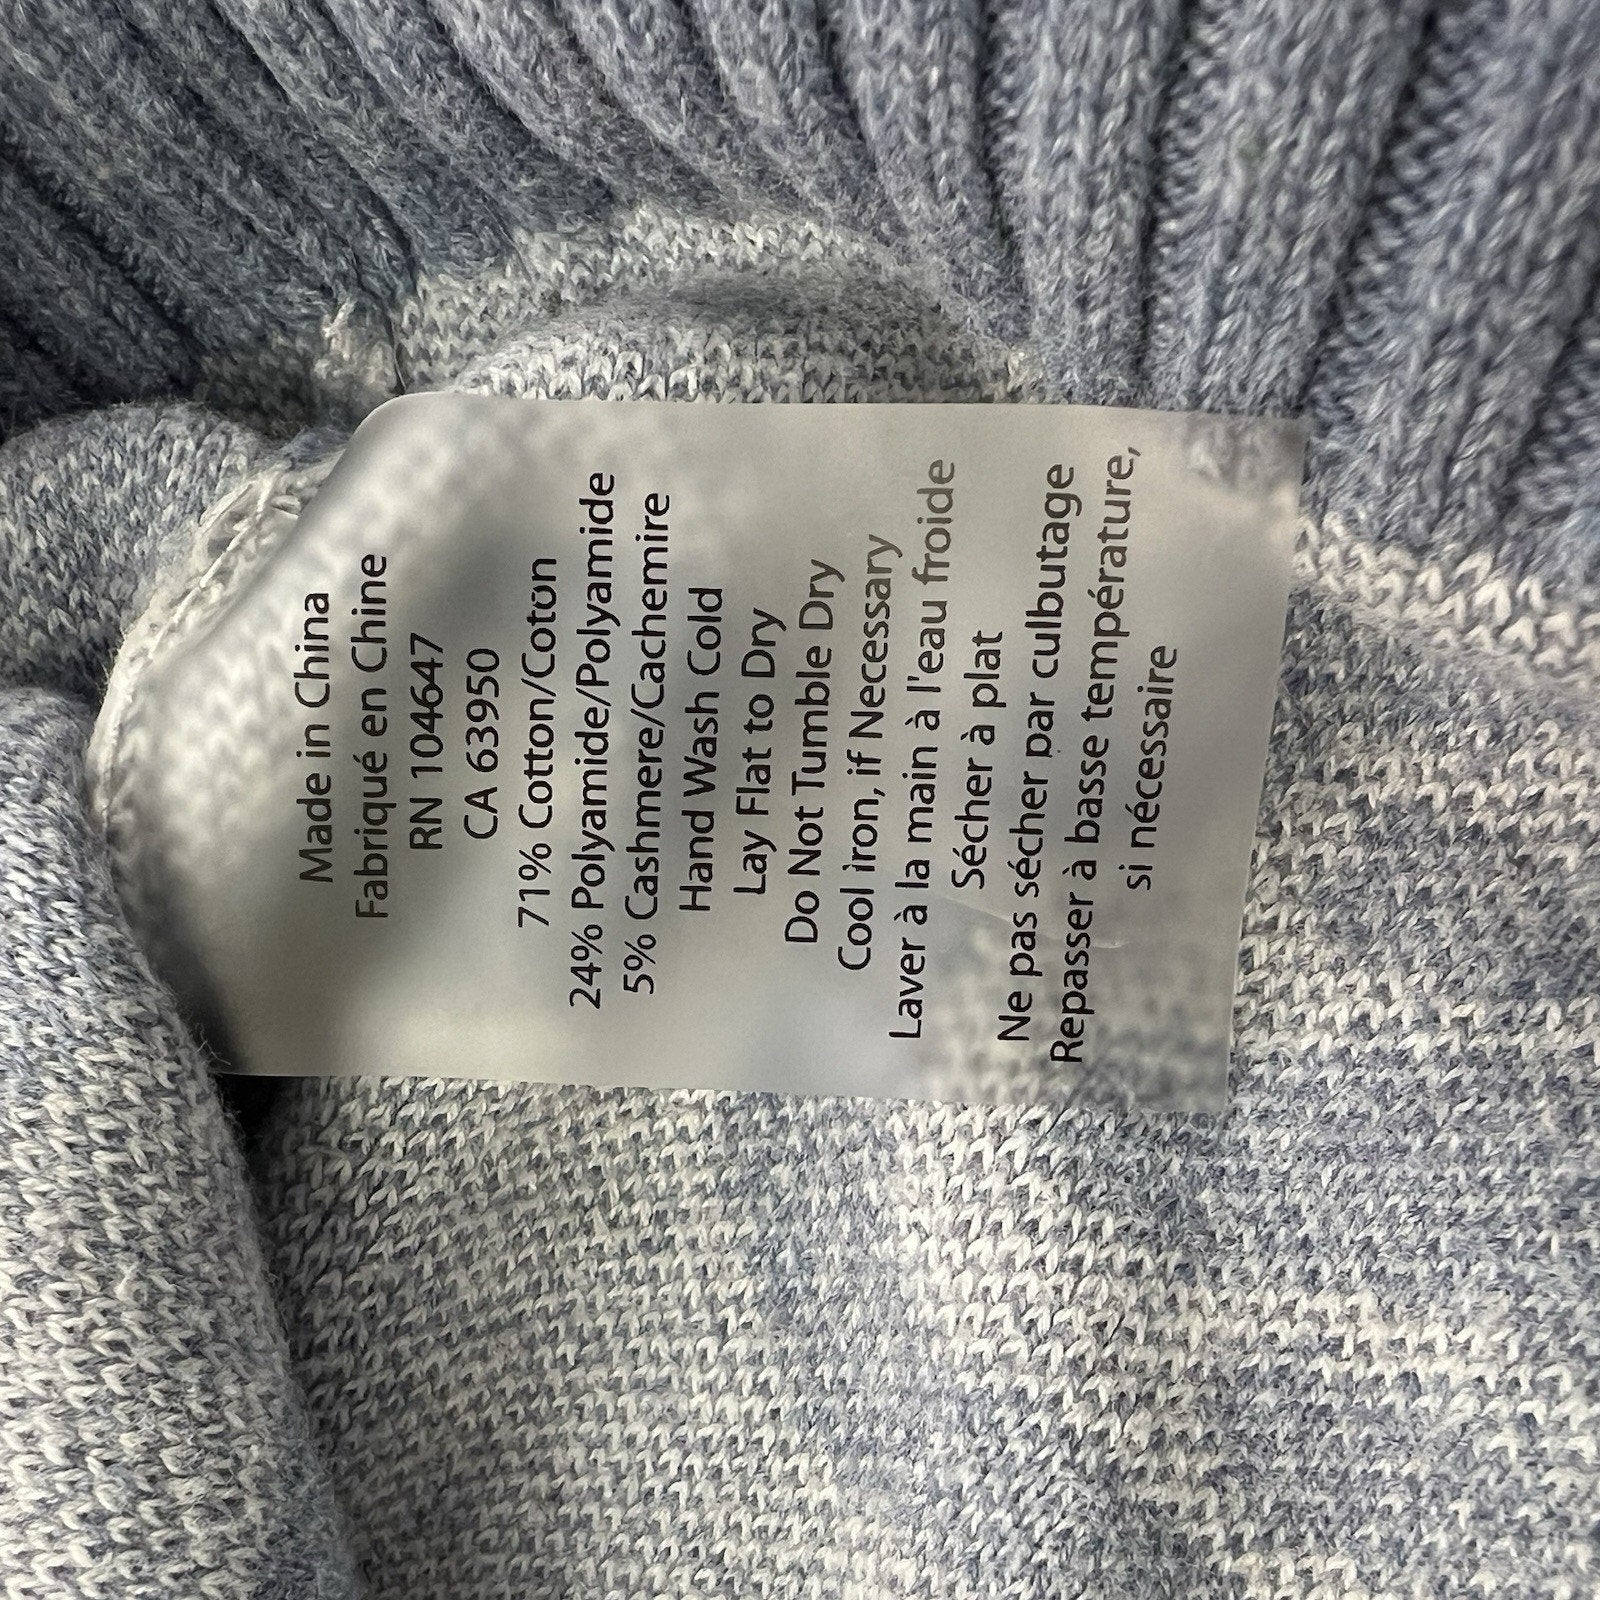 Made in China
Fabriqué en Chine
RN 104647
CA 63950
71% Cotton/Coton
24% Polyamide/Polyamide
5% Cashmere/Cachemire
Hand Wash Cold
Lay Flat to Dry
Do Not Tumble Dry
Cool iron, if Necessary
Laver à la main à l'eau froide
Sécher à plat
Ne pas sécher par culbutage
Repasser à basse température,
si nécessaire